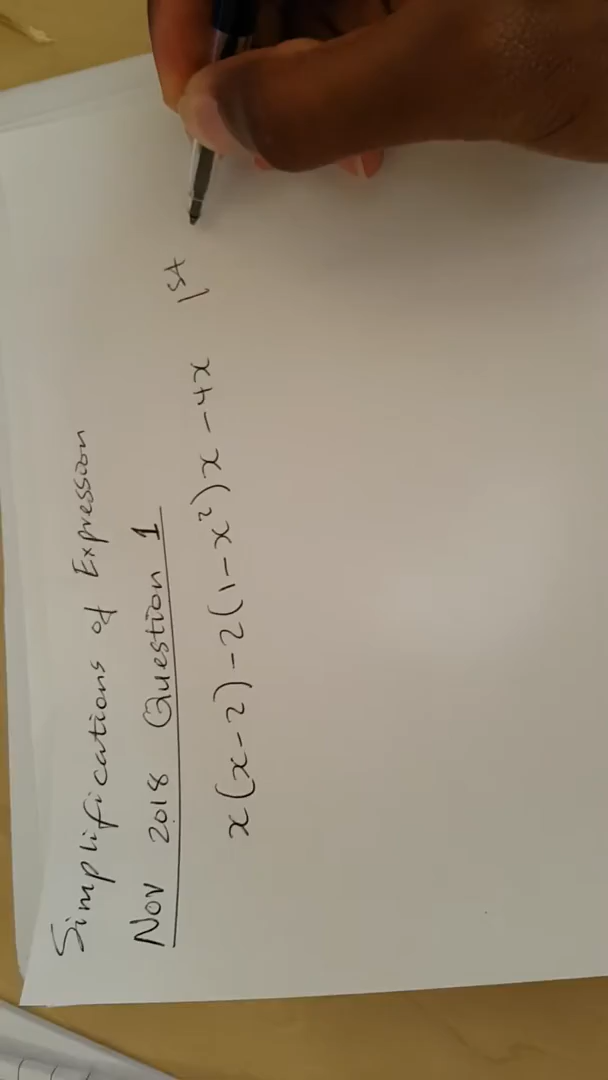 Simplifications of Expression
Nov 2018 Question 1
x(x-2)-2(1-x²)x-4x 1st